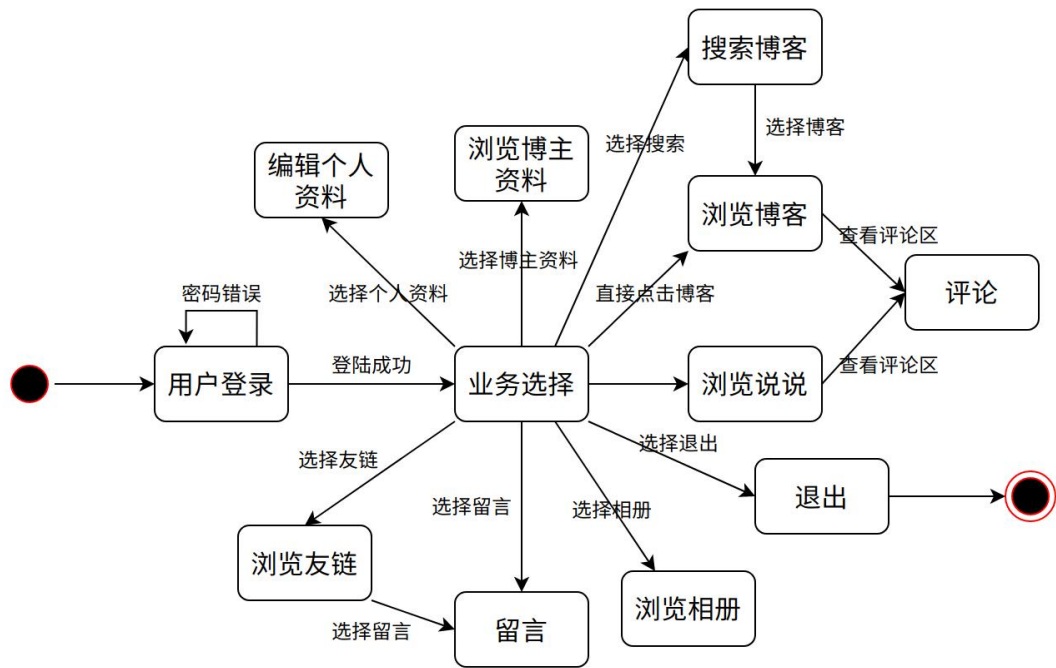 搜索博客
选择博客
选择搜索
浏览博主
资料
编辑个人
资料
浏览博客
查看评论区
选择博主资料
直接点击博客
选择个人资料
密码错误
评论
用户登录
登陆成功
业务选择
浏览说说
查看评论区
选择退出
选择友链
选择留言
选择相册
退出
浏览友链
浏览相册
选择留言
留言